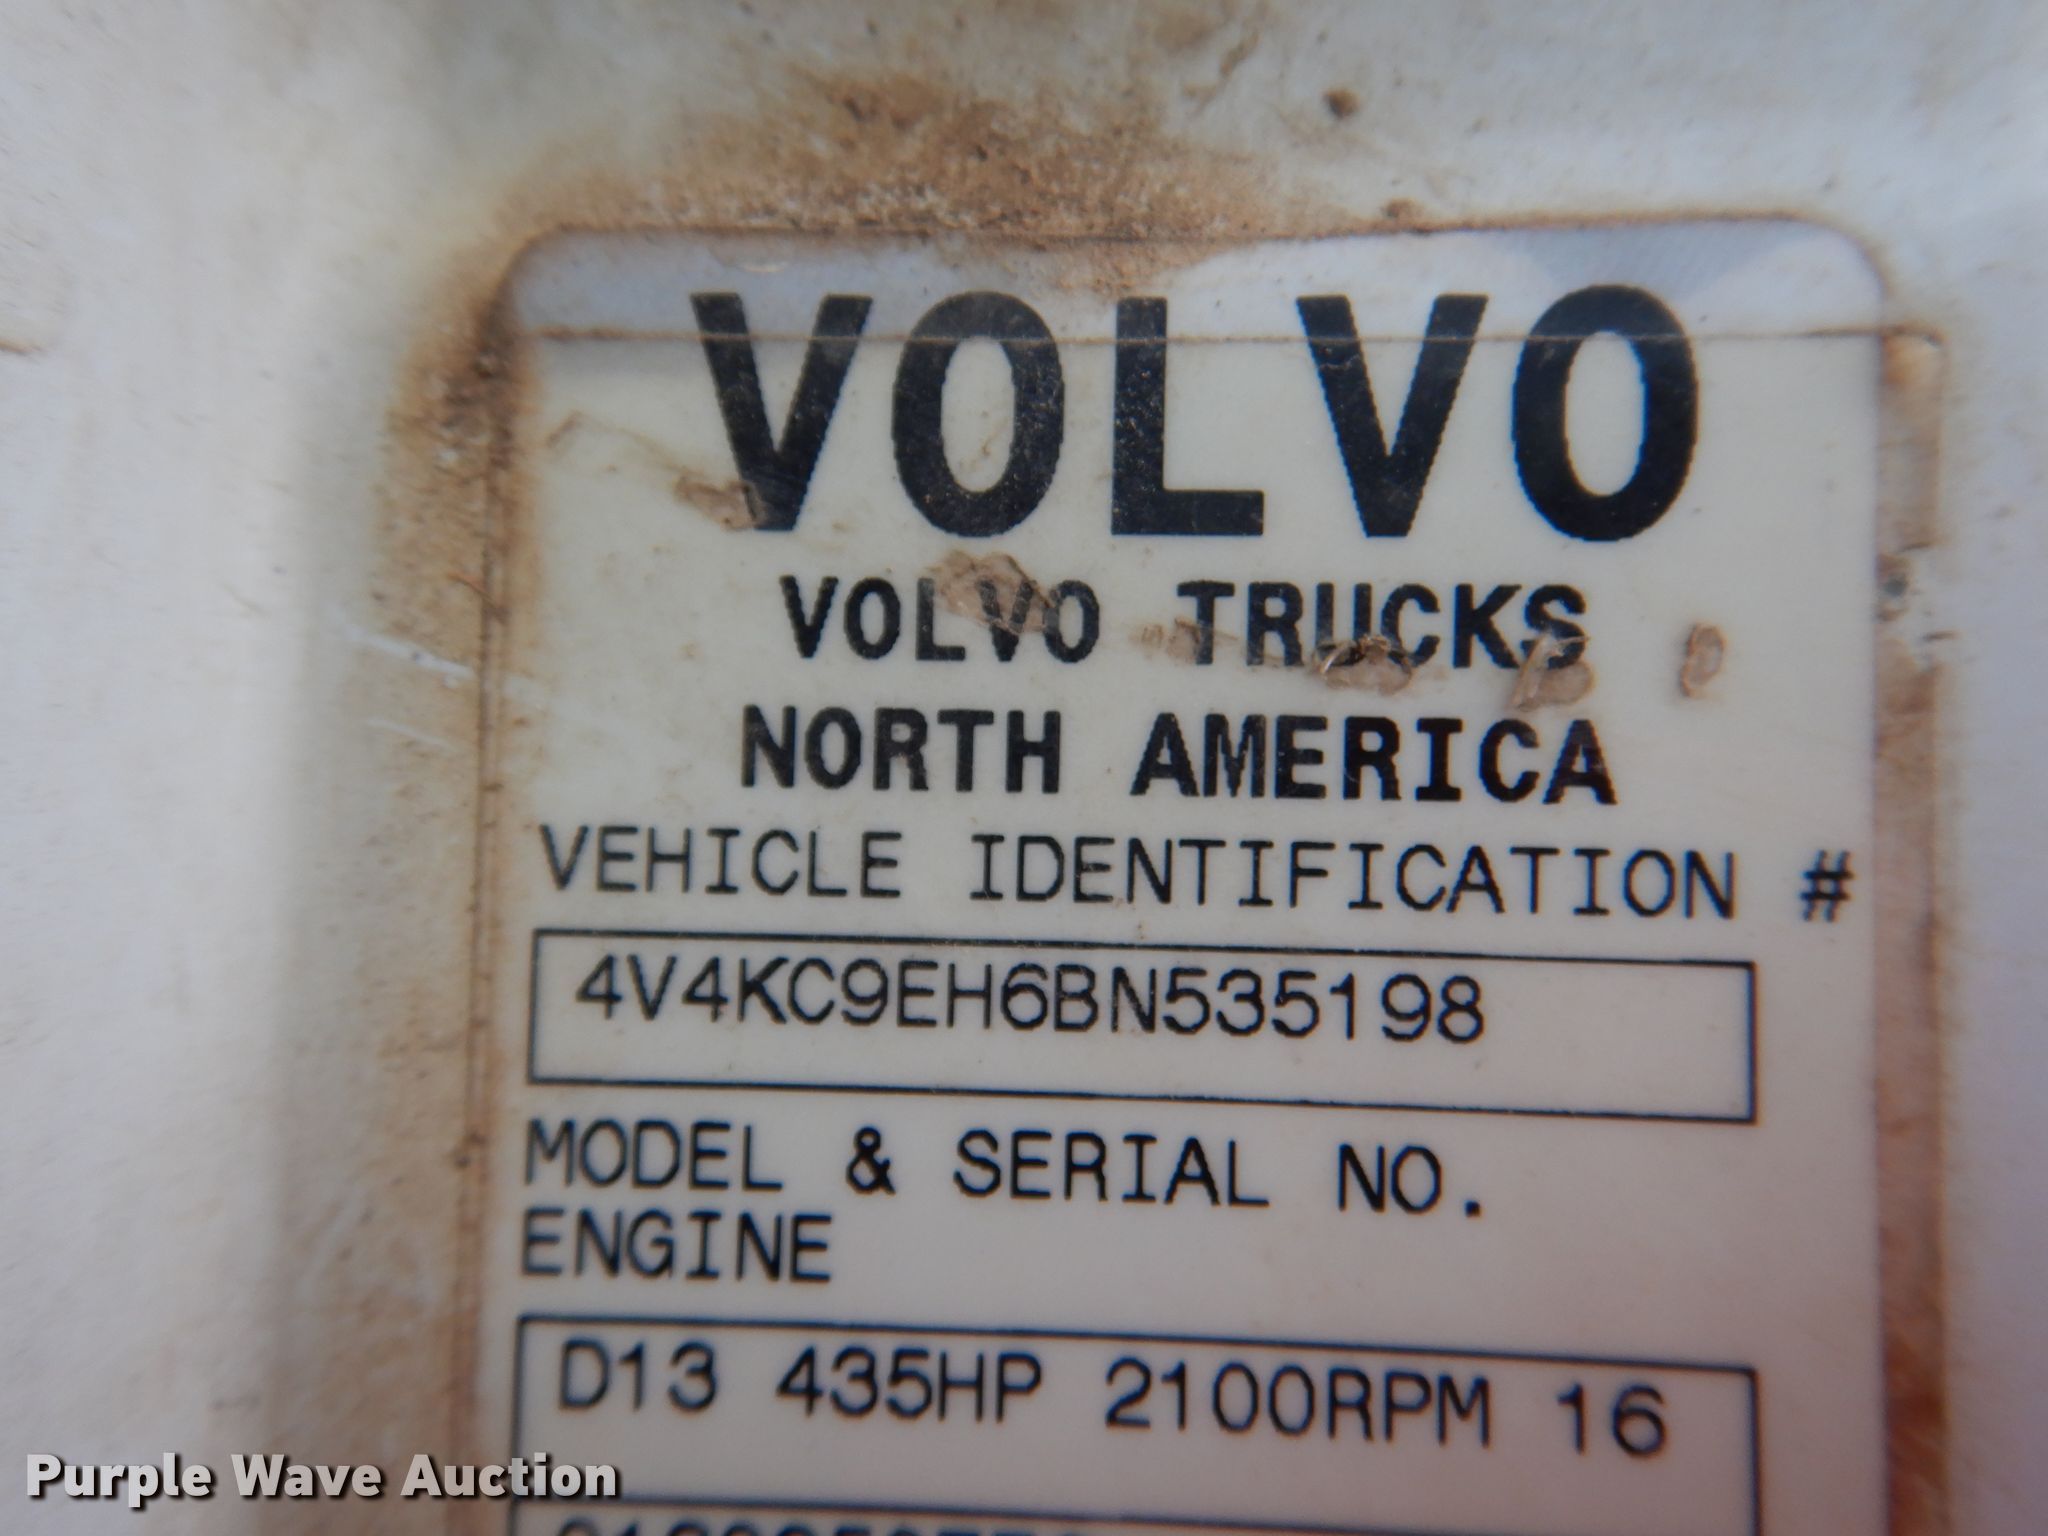 VOLVO
VOLVO TRUCKS
NORTH AMERICA
VEHICLE IDENTIFICATION #
4V4KC9EH6BN535198
MODEL & SERIAL NO.
ENGINE
D13 435HP 2100RPM 16
Purple Wave Auction